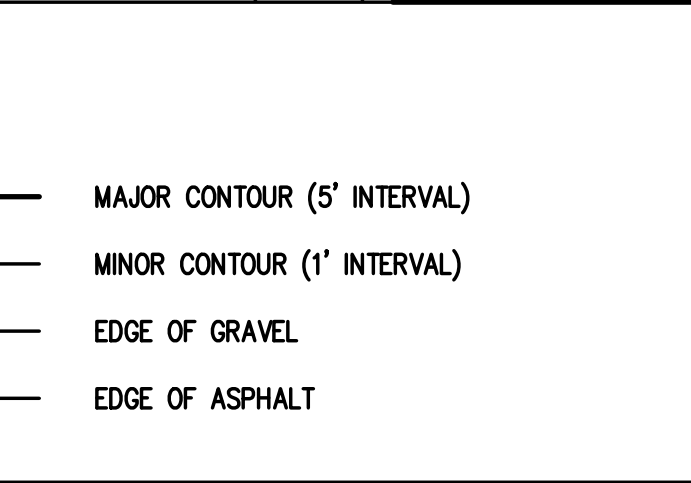 MAJOR CONTOUR (5' INTERVAL)
MINOR CONTOUR (1' INTERVAL)
EDGE OF GRAVEL
EDGE OF ASPHALT